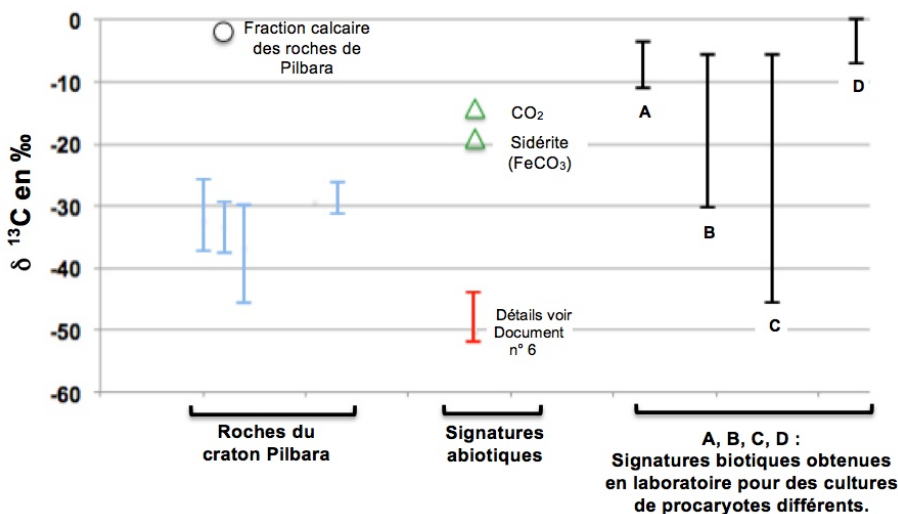 0
-10
-20
-30
-40
-50
-60
δ ¹³C en ‰
Fraction calcaire
des roches de
Pilbara
CO₂
Sidérite
(FeCO₃)
Détails voir
Document
n° 6
A
B
C
D
Roches du
craton Pilbara
Signatures
abiotiques
A, B, C, D :
Signatures biotiques obtenues
en laboratoire pour des cultures
de procaryotes différents.